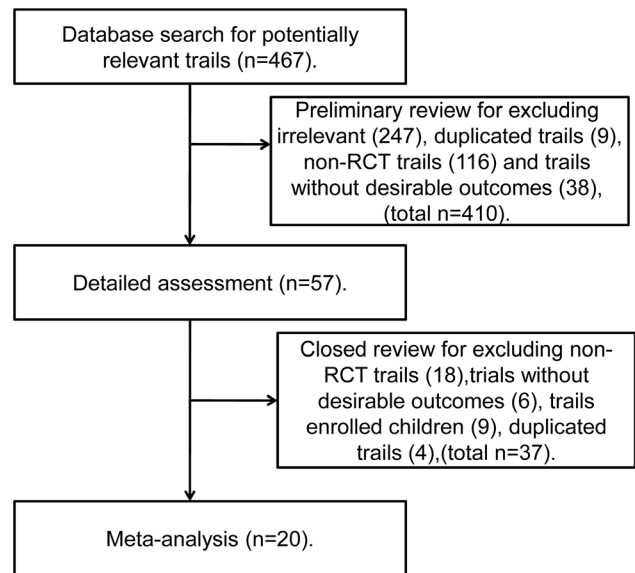 Database search for potentially
relevant trails (n=467).
Preliminary review for excluding
irrelevant (247), duplicated trails (9),
non-RCT trails (116) and trails
without desirable outcomes (38),
(total n=410).
Detailed assessment (n=57).
Closed review for excluding non-
RCT trails (18),trials without
desirable outcomes (6), trails
enrolled children (9), duplicated
trails (4),(total n=37).
Meta-analysis (n=20).